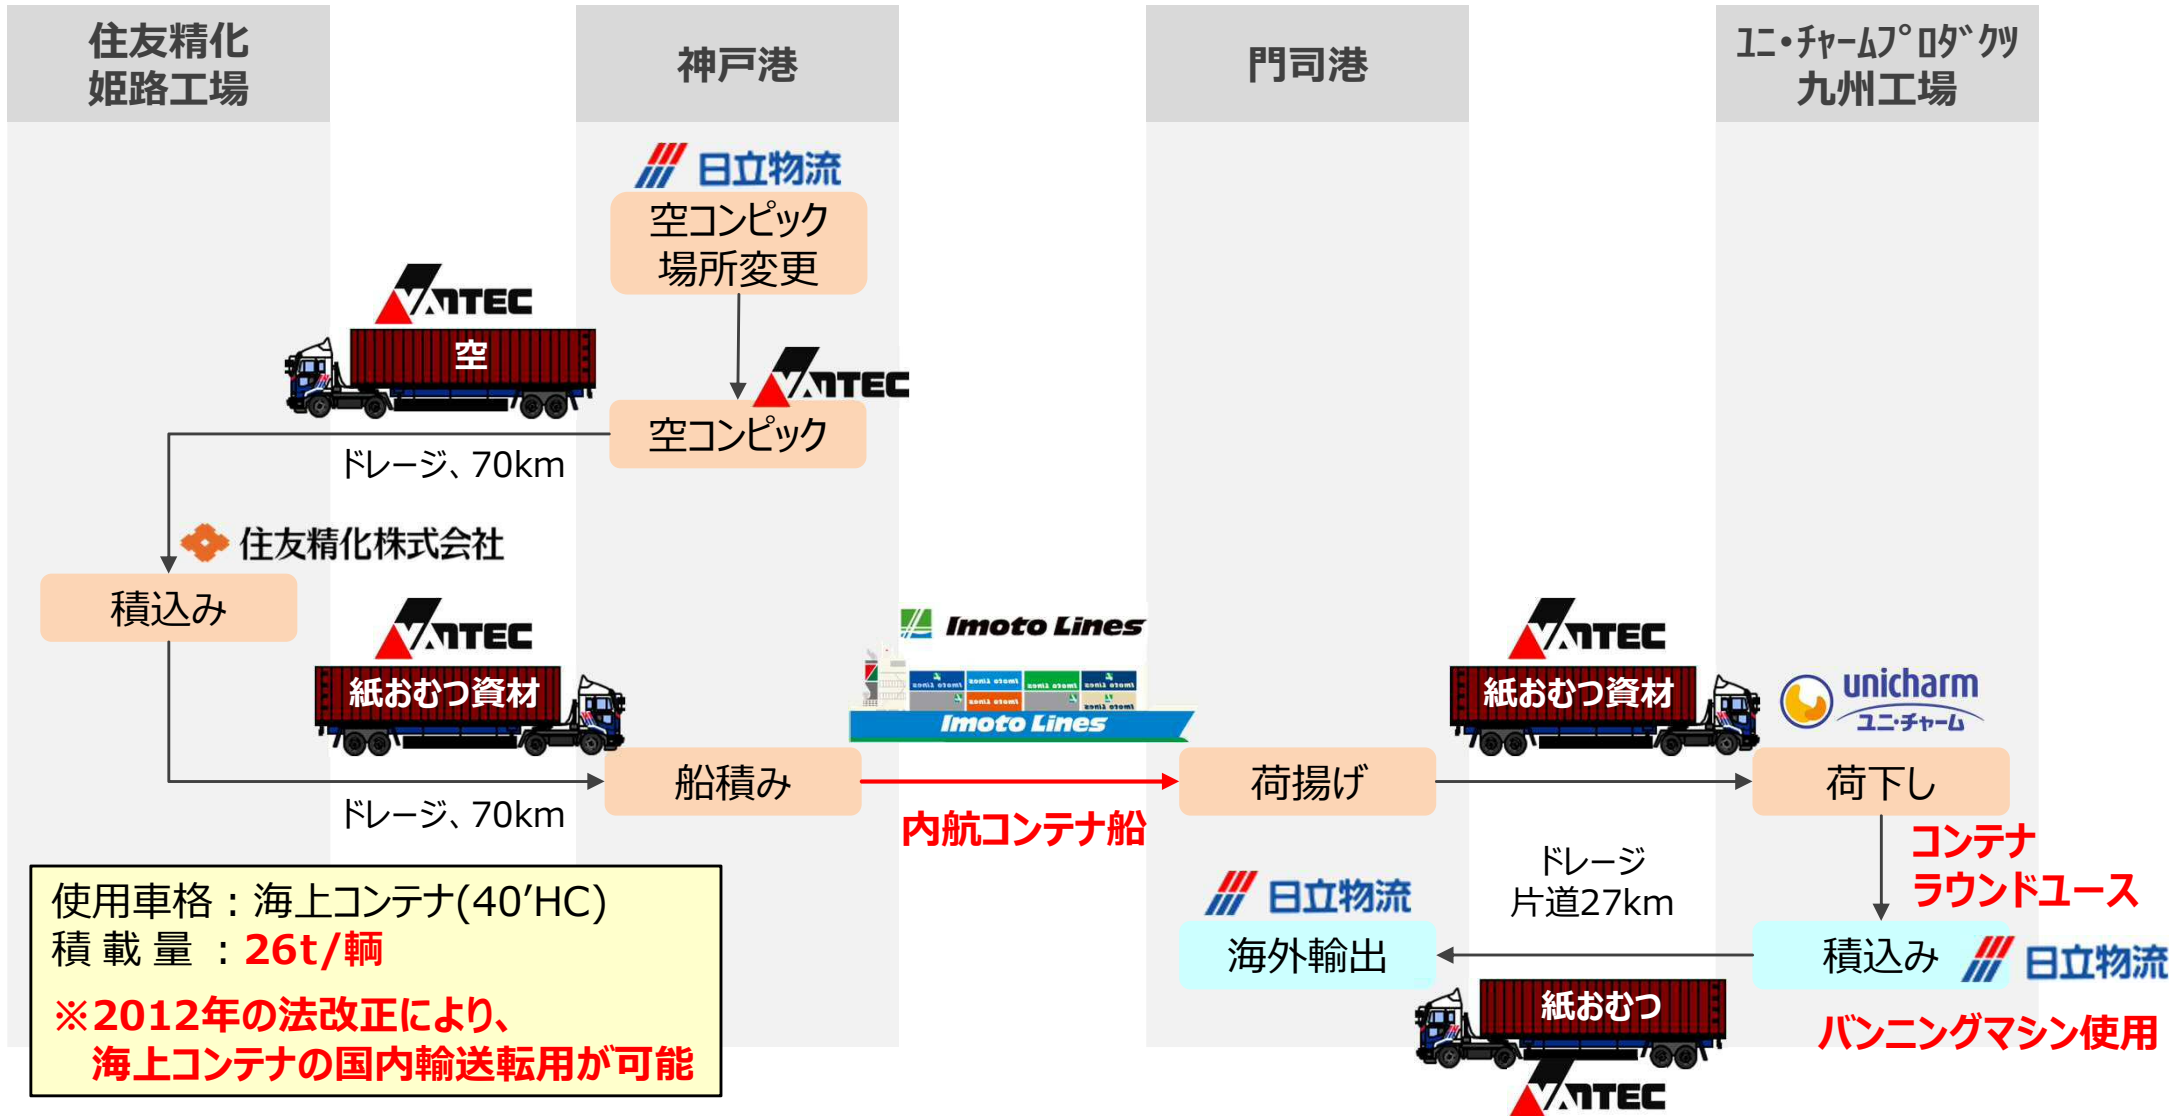 住友精化
姫路工場
神戸港
門司港
ﾕﾆ・ﾁｬｰﾑﾌﾟﾛﾀﾞｸﾂ
九州工場
日立物流
空コンピック
場所変更
VANTEC
空
VANTEC
空コンピック
ドレージ、70km
住友精化株式会社
積込み
VANTEC
紙おむつ資材
ドレージ、70km
船積み
Imoto Lines
Imoto Lines
内航コンテナ船
荷揚げ
VANTEC
紙おむつ資材
unicharm
ユニ・チャーム
荷下し
コンテナ
ラウンドユース
ドレージ
片道27km
日立物流
海外輸出
積込み
日立物流
紙おむつ
VANTEC
バンニングマシン使用
使用車格：海上コンテナ(40'HC)
積 載 量 ：26t/輌
※2012年の法改正により、
海上コンテナの国内輸送転用が可能